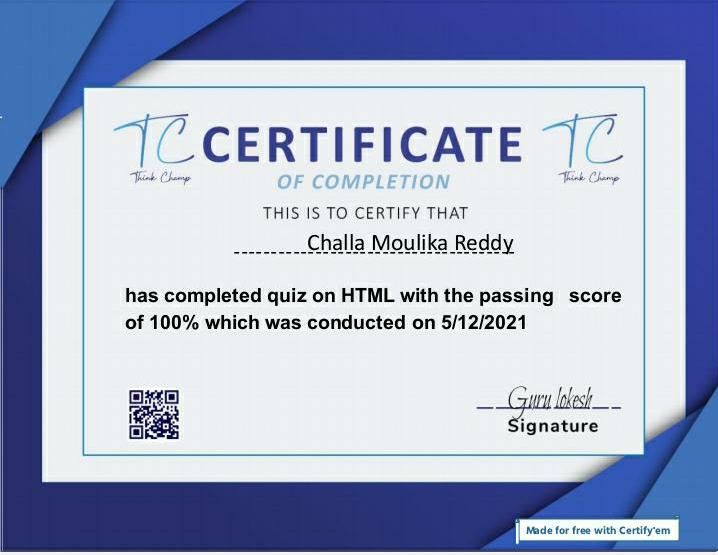 TC CERTIFICATE TC
Think Champ OF COMPLETION Think Champ
THIS IS TO CERTIFY THAT
Challa Moulika Reddy
has completed quiz on HTML with the passing score
of 100% which was conducted on 5/12/2021
Guru lokesh
Signature
Made for free with Certify'em